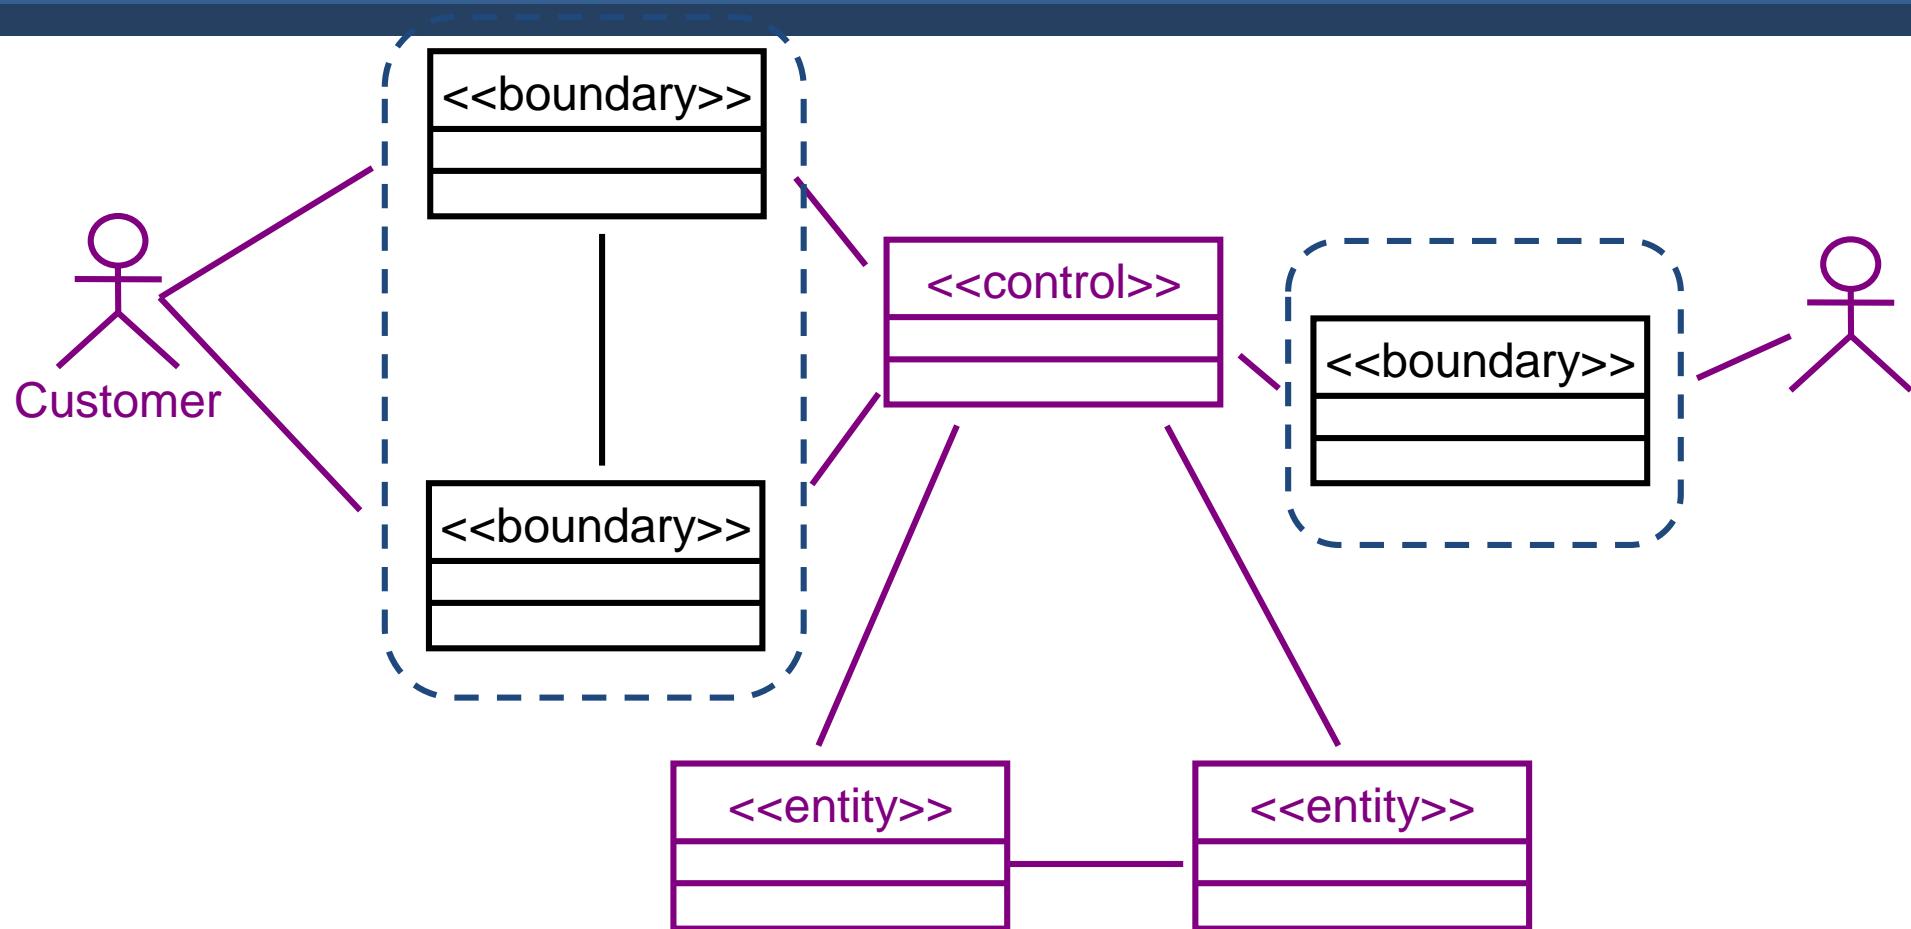 <<boundary>>
<<control>>
<<boundary>>
Customer
<<boundary>>
<<entity>>
<<entity>>